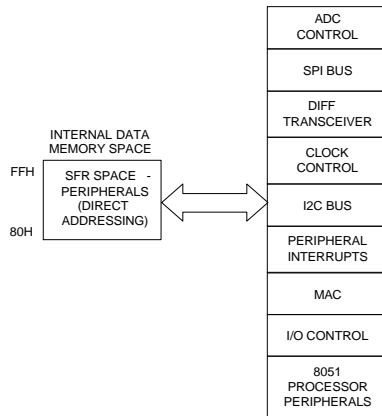 INTERNAL DATA
MEMORY SPACE
FFH
SFR SPACE -
PERIPHERALS
(DIRECT
ADDRESSING)
80H
ADC
CONTROL
SPI BUS
DIFF
TRANSCEIVER
CLOCK
CONTROL
I2C BUS
PERIPHERAL
INTERRUPTS
MAC
I/O CONTROL
8051
PROCESSOR
PERIPHERALS